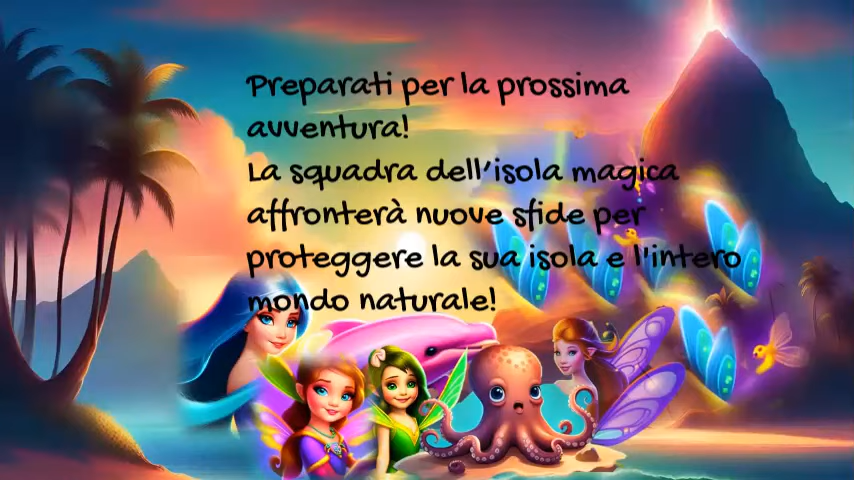 Preparati per la prossima
avventura!
La squadra dell'isola magica
affronterà nuove sfide per
proteggere la sua isola e l'intero
mondo naturale!